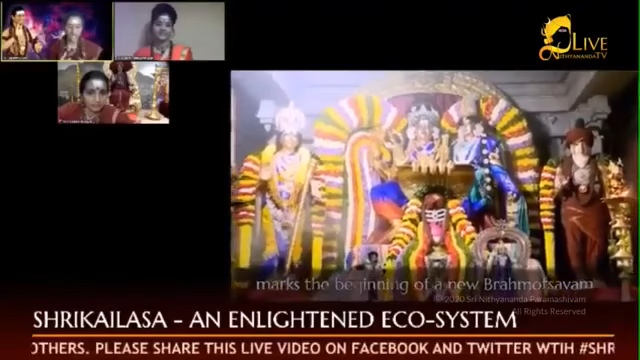 LIVE
NITHYANANDATV
marks the beginning of a new Brahmotsavam
©2020 Sri Nithyananda Paramashivam
All Rights Reserved
SHRIKAILASA - AN ENLIGHTENED ECO-SYSTEM
OTHERS. PLEASE SHARE THIS LIVE VIDEO ON FACEBOOK AND TWITTER WTIH #SHR